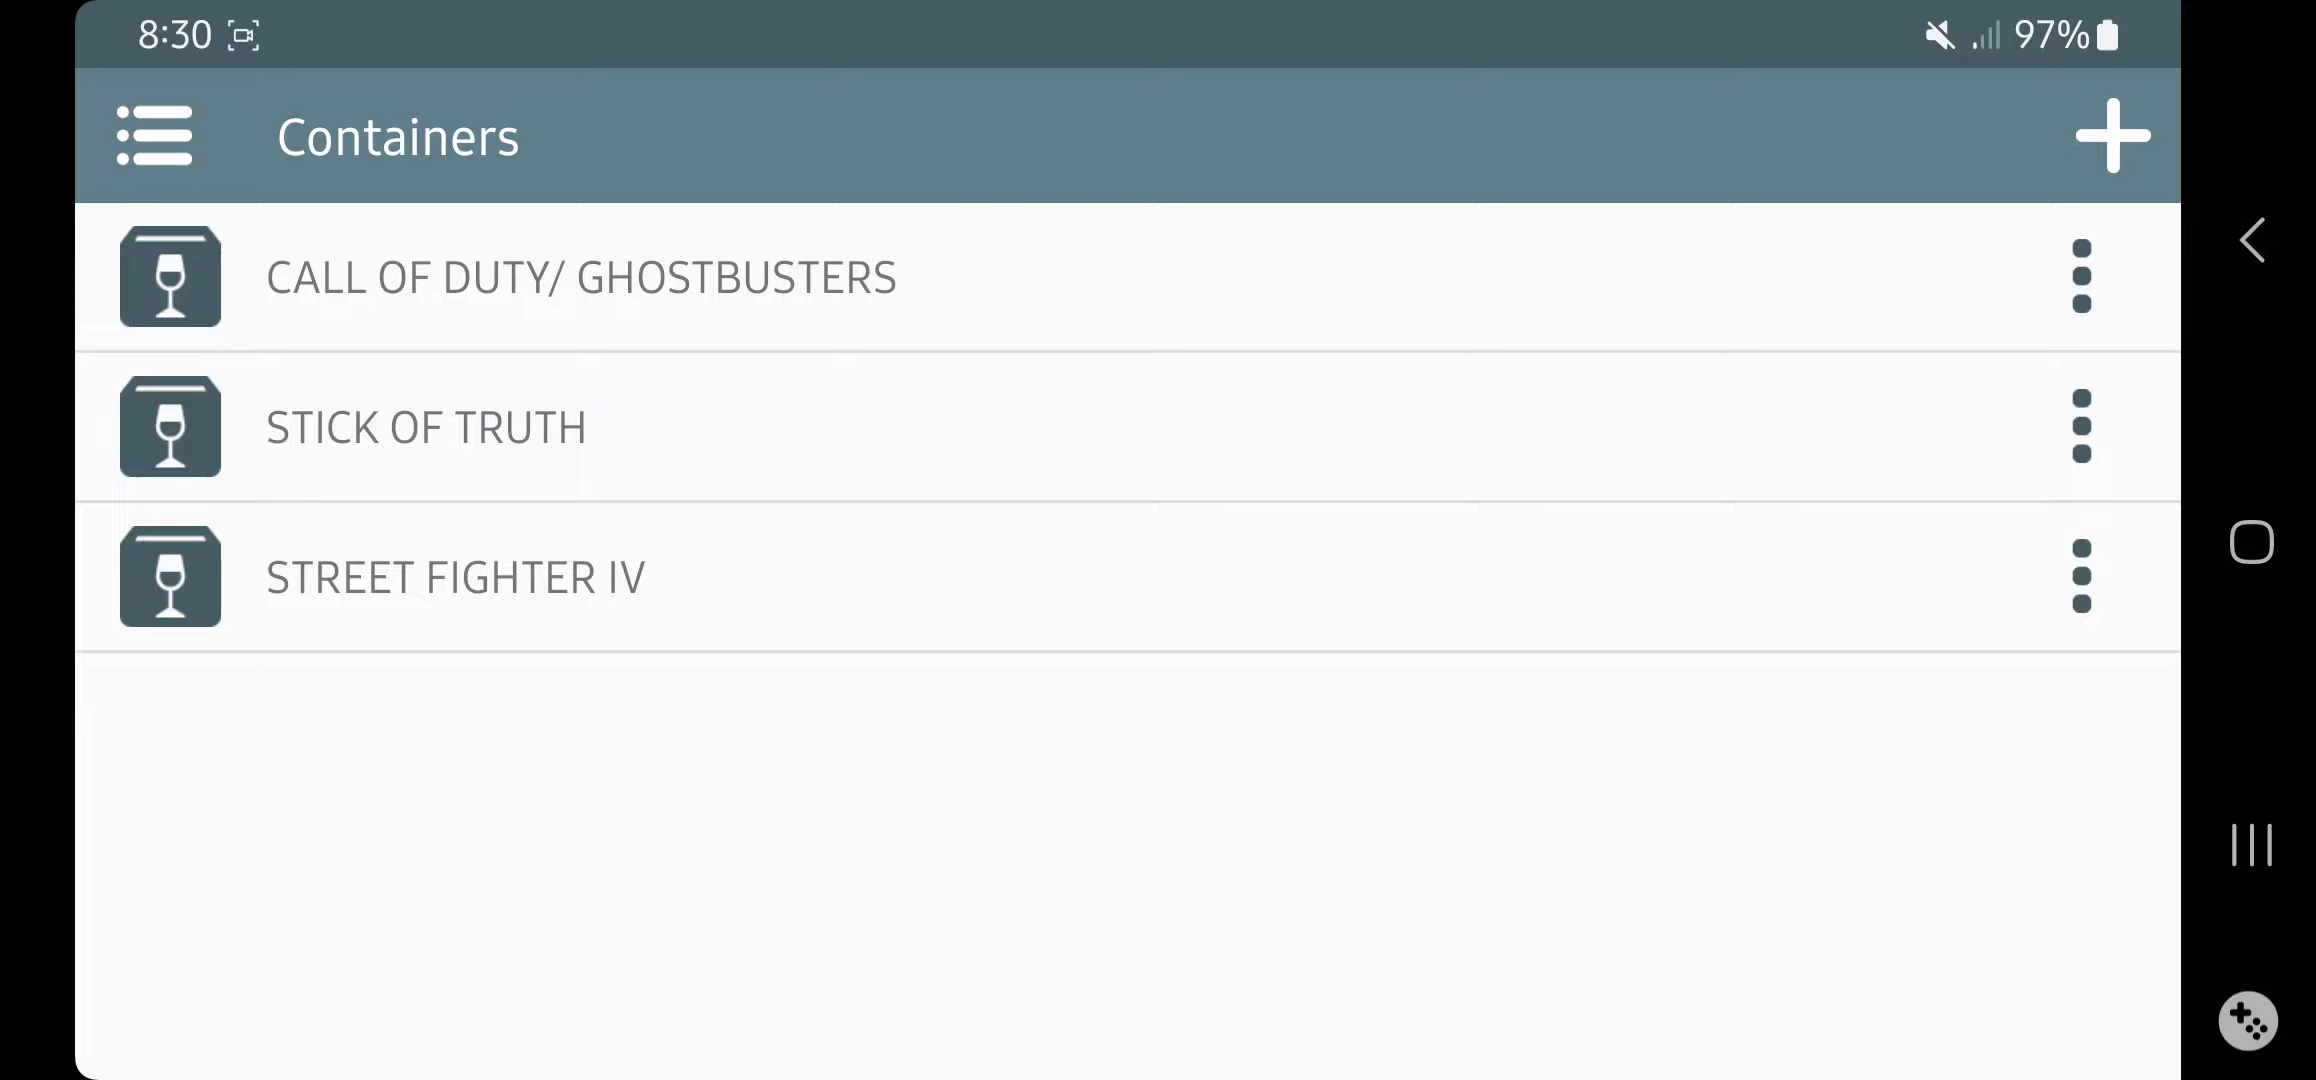 8:30 97%
Containers
CALL OF DUTY/ GHOSTBUSTERS
STICK OF TRUTH
STREET FIGHTER IV